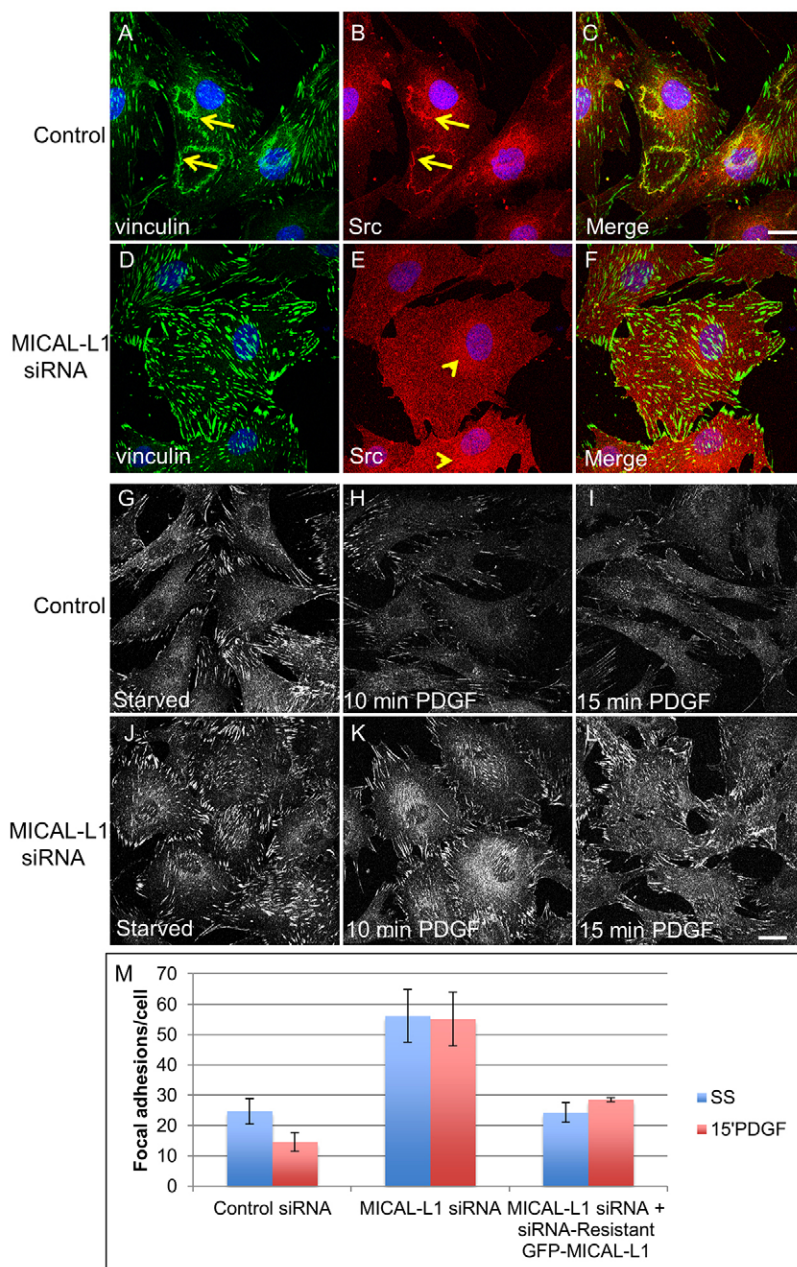 A
B
C
Control
vinculin
Src
Merge
D
E
F
MICAL-L1
siRNA
vinculin
Src
Merge
G
H
I
Control
Starved
10 min PDGF
15 min PDGF
J
K
L
MICAL-L1
siRNA
Starved
10 min PDGF
15 min PDGF
M
Focal adhesions/cell
70
60
50
40
30
20
10
0
Control siRNA
MICAL-L1 siRNA
MICAL-L1 siRNA +
siRNA-Resistant
GFP-MICAL-L1
SS
15'PDGF